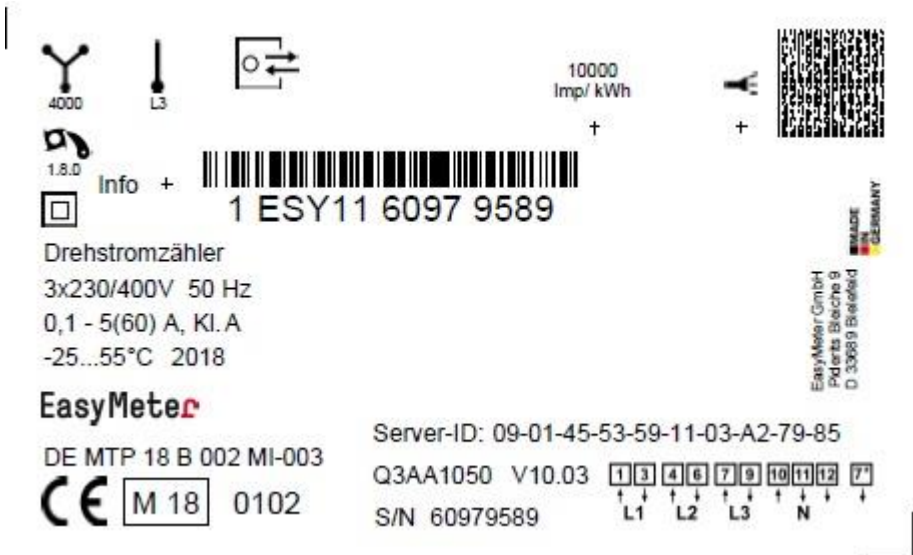 4000
L3
10000
Imp/ kWh
1.8.0
Info +
1 ESY11 6097 9589
MADE
IN
GERMANY
Drehstromzähler
3x230/400V 50 Hz
0,1 - 5(60) A, Kl. A
-25...55°C 2018
EasyMeter GmbH
Piderits Bleiche 9
D 33689 Bielefeld
EasyMeter
DE MTP 18 B 002 MI-003
CE M 18 0102
Server-ID: 09-01-45-53-59-11-03-A2-79-85
Q3AA1050 V10.03
1 3 4 6 7 9 10 11 12 7*
L1 L2 L3 N
S/N 60979589